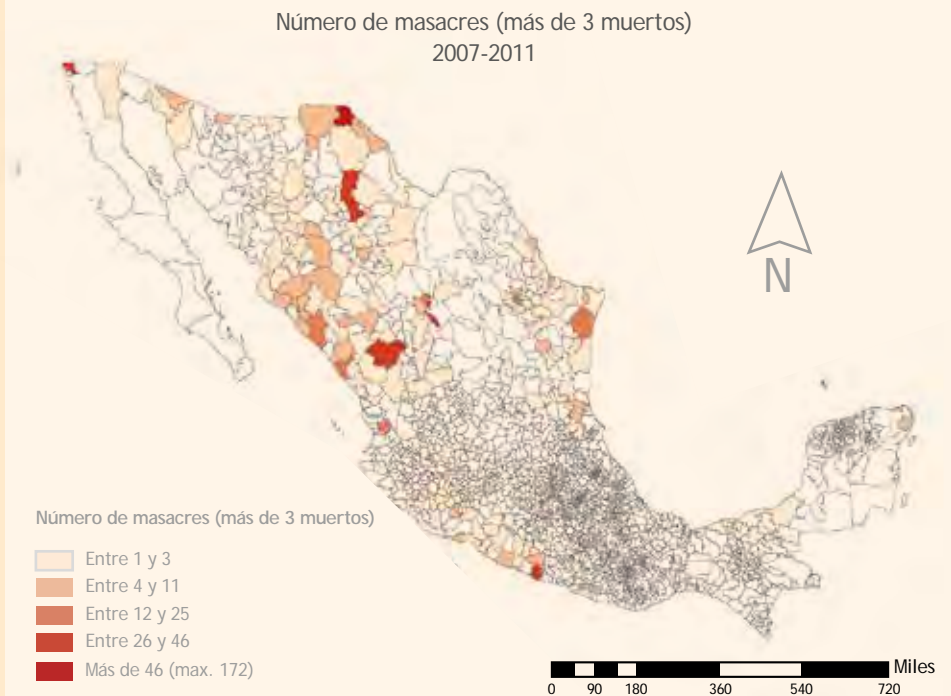 Número de masacres (más de 3 muertos)
2007-2011
N
Número de masacres (más de 3 muertos)
Entre 1 y 3
Entre 4 y 11
Entre 12 y 25
Entre 26 y 46
Más de 46 (max. 172)
Miles
0 90 180 360 540 720